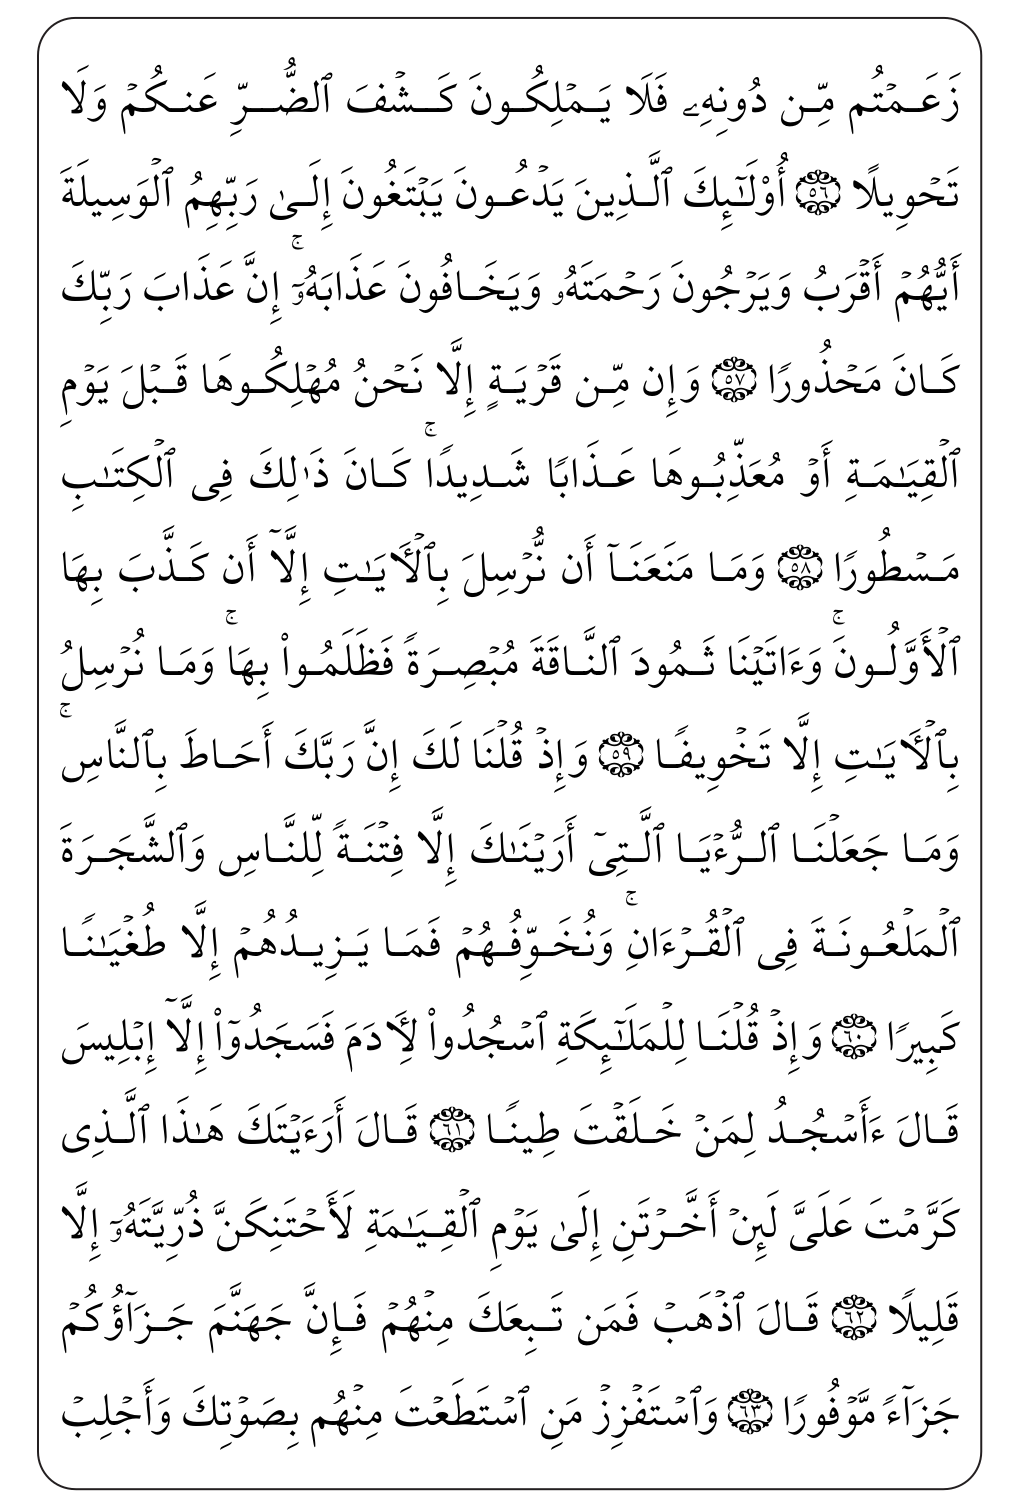 زَعَمۡتُم مِّن دُونِهِۦ فَلَا يَمۡلِكُونَ كَشۡفَ ٱلضُّرِّ عَنكُمۡ وَلَا
تَحۡوِيلًا ٥٦ أُوْلَٰٓئِكَ ٱلَّذِينَ يَدۡعُونَ يَبۡتَغُونَ إِلَىٰ رَبِّهِمُ ٱلۡوَسِيلَةَ
أَيُّهُمۡ أَقۡرَبُ وَيَرۡجُونَ رَحۡمَتَهُۥ وَيَخَافُونَ عَذَابَهُۥٓۚ إِنَّ عَذَابَ رَبِّكَ
كَانَ مَحۡذُورًا ٥٧ وَإِن مِّن قَرۡيَةٍ إِلَّا نَحۡنُ مُهۡلِكُوهَا قَبۡلَ يَوۡمِ
ٱلۡقِيَٰمَةِ أَوۡ مُعَذِّبُوهَا عَذَابًا شَدِيدًاۚ كَانَ ذَٰلِكَ فِي ٱلۡكِتَٰبِ
مَسۡطُورًا ٥٨ وَمَا مَنَعَنَآ أَن نُّرۡسِلَ بِٱلۡأٓيَٰتِ إِلَّآ أَن كَذَّبَ بِهَا
ٱلۡأَوَّلُونَۚ وَءَاتَيۡنَا ثَمُودَ ٱلنَّاقَةَ مُبۡصِرَةً فَظَلَمُواْ بِهَاۚ وَمَا نُرۡسِلُ
بِٱلۡأٓيَٰتِ إِلَّا تَخۡوِيفًا ٥٩ وَإِذۡ قُلۡنَا لَكَ إِنَّ رَبَّكَ أَحَاطَ بِٱلنَّاسِۚ
وَمَا جَعَلۡنَا ٱلرُّءۡيَا ٱلَّتِيٓ أَرَيۡنَٰكَ إِلَّا فِتۡنَةً لِّلنَّاسِ وَٱلشَّجَرَةَ
ٱلۡمَلۡعُونَةَ فِي ٱلۡقُرۡءَانِۚ وَنُخَوِّفُهُمۡ فَمَا يَزِيدُهُمۡ إِلَّا طُغۡيَٰنًا
كَبِيرًا ٦٠ وَإِذۡ قُلۡنَا لِلۡمَلَٰٓئِكَةِ ٱسۡجُدُواْ لِأٓدَمَ فَسَجَدُوٓاْ إِلَّآ إِبۡلِيسَ
قَالَ ءَأَسۡجُدُ لِمَنۡ خَلَقۡتَ طِينًا ٦١ قَالَ أَرَءَيۡتَكَ هَٰذَا ٱلَّذِي
كَرَّمۡتَ عَلَيَّ لَئِنۡ أَخَّرۡتَنِ إِلَىٰ يَوۡمِ ٱلۡقِيَٰمَةِ لَأَحۡتَنِكَنَّ ذُرِّيَّتَهُۥٓ إِلَّا
قَلِيلًا ٦٢ قَالَ ٱذۡهَبۡ فَمَن تَبِعَكَ مِنۡهُمۡ فَإِنَّ جَهَنَّمَ جَزَآؤُكُمۡ
جَزَآءً مَّوۡفُورًا ٦٣ وَٱسۡتَفۡزِزۡ مَنِ ٱسۡتَطَعۡتَ مِنۡهُم بِصَوۡتِكَ وَأَجۡلِبۡ